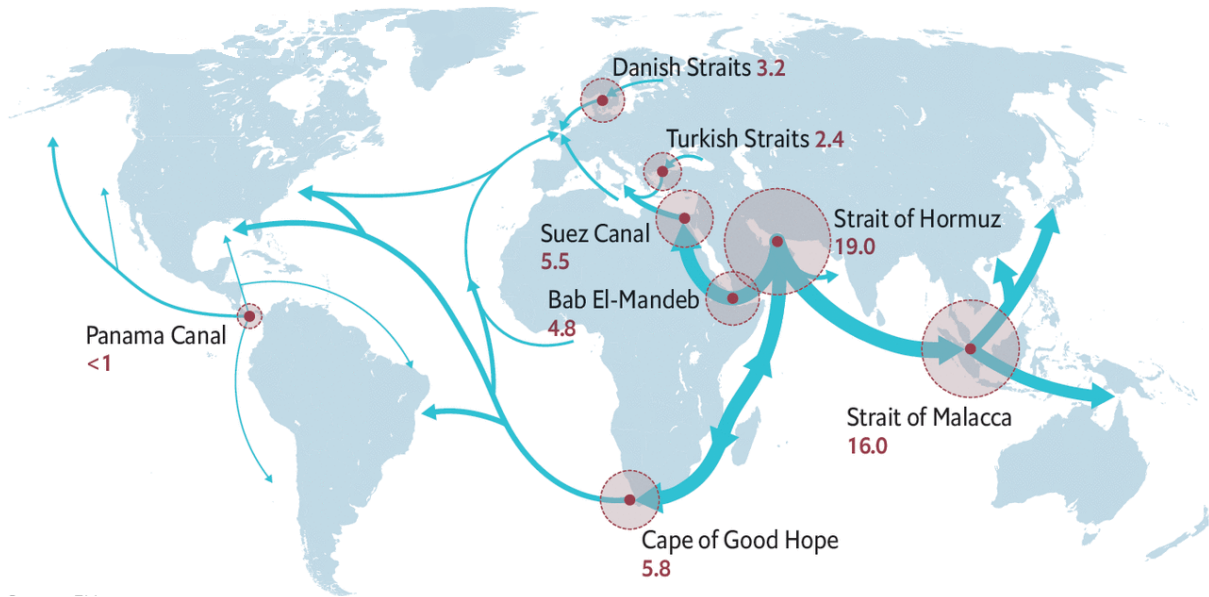 Danish Straits 3.2
Turkish Straits 2.4
Strait of Hormuz
19.0
Suez Canal
5.5
Bab El-Mandeb
4.8
Panama Canal
<1
Strait of Malacca
16.0
Cape of Good Hope
5.8